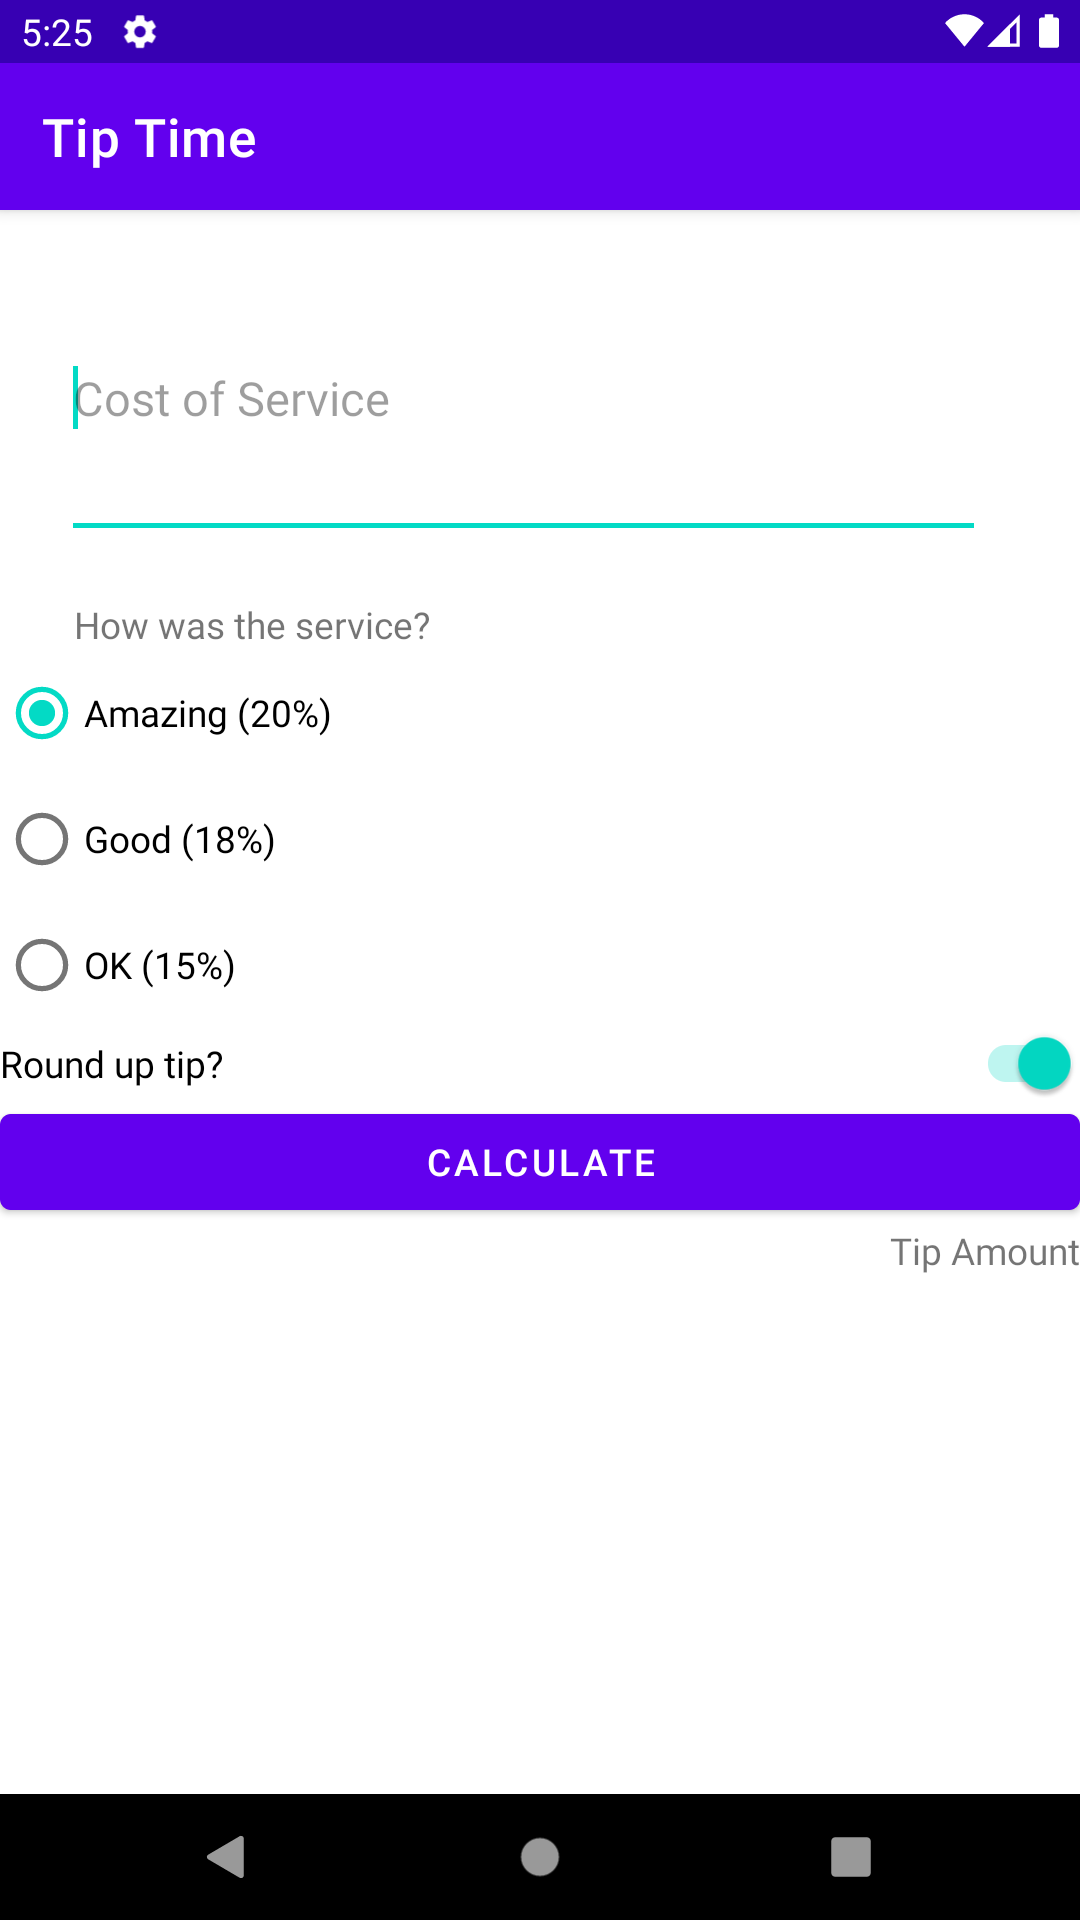 5:25
Tip Time
Cost of Service
How was the service?
Amazing (20%)
Good (18%)
OK (15%)
Round up tip?
CALCULATE
Tip Amount